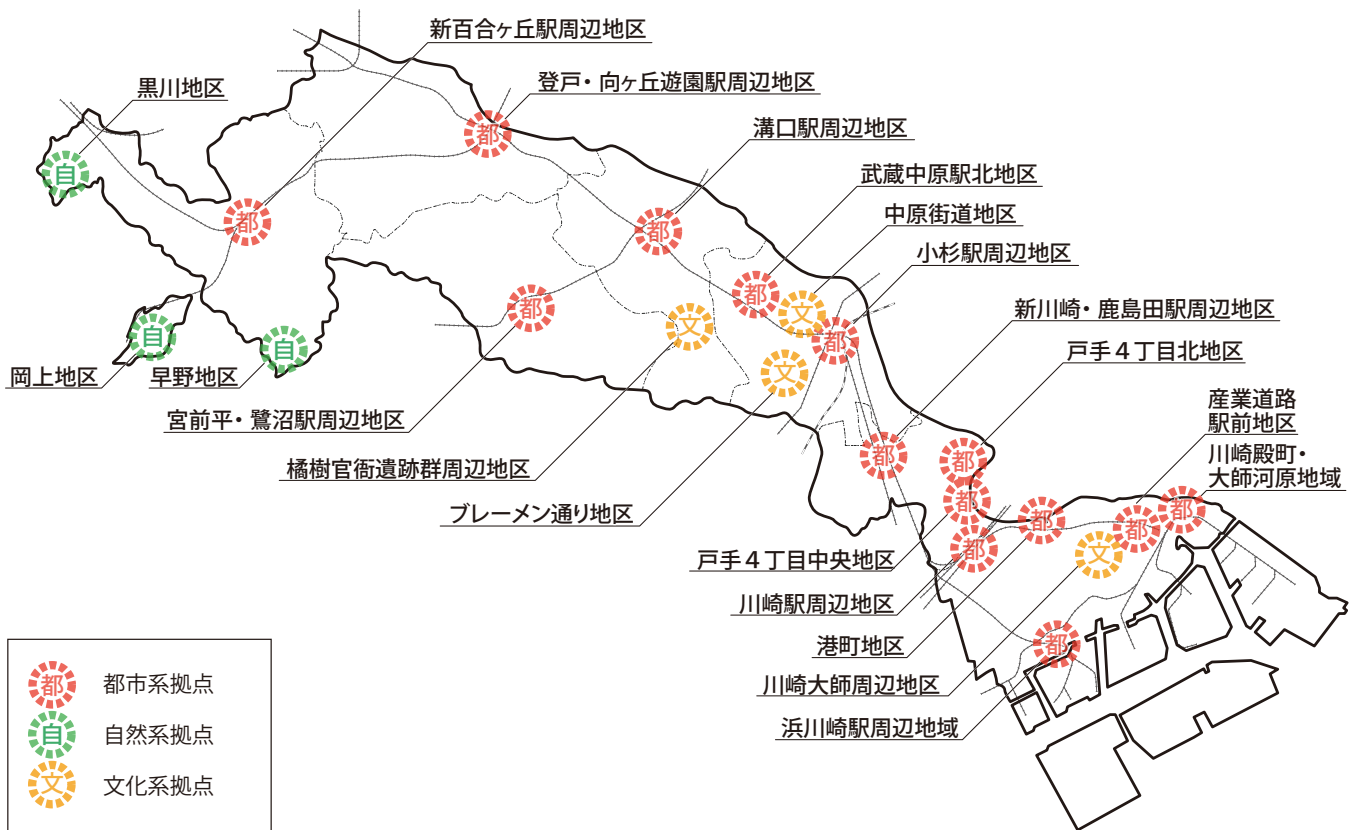 新百合ヶ丘駅周辺地区
登戸・向ヶ丘遊園駅周辺地区
黒川地区
溝口駅周辺地区
武蔵中原駅北地区
中原街道地区
小杉駅周辺地区
新川崎・鹿島田駅周辺地区
戸手4丁目北地区
産業道路
駅前地区
川崎殿町・
大師河原地域
都
自
都
都
都
文
都
都
文
自
自
文
都
都
都
都
都
都
文
都
都
岡上地区
早野地区
宮前平・鷺沼駅周辺地区
橘樹官衙遺跡群周辺地区
ブレーメン通り地区
戸手4丁目中央地区
川崎駅周辺地区
港町地区
川崎大師周辺地区
浜川崎駅周辺地域
都 都市系拠点
自 自然系拠点
文 文化系拠点